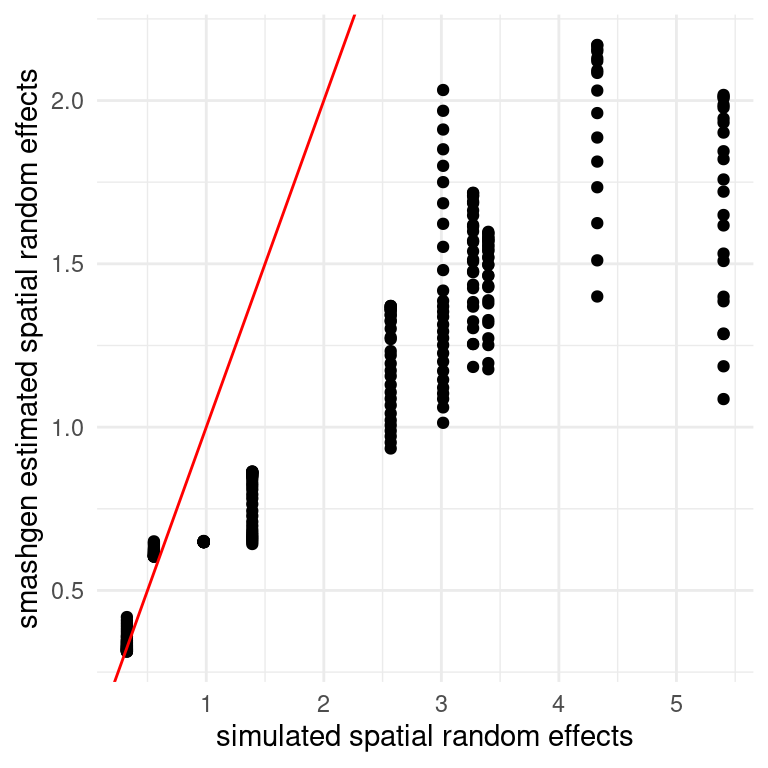 smashgen estimated spatial random effects
2.0
1.5
1.0
0.5
1 2 3 4 5
simulated spatial random effects